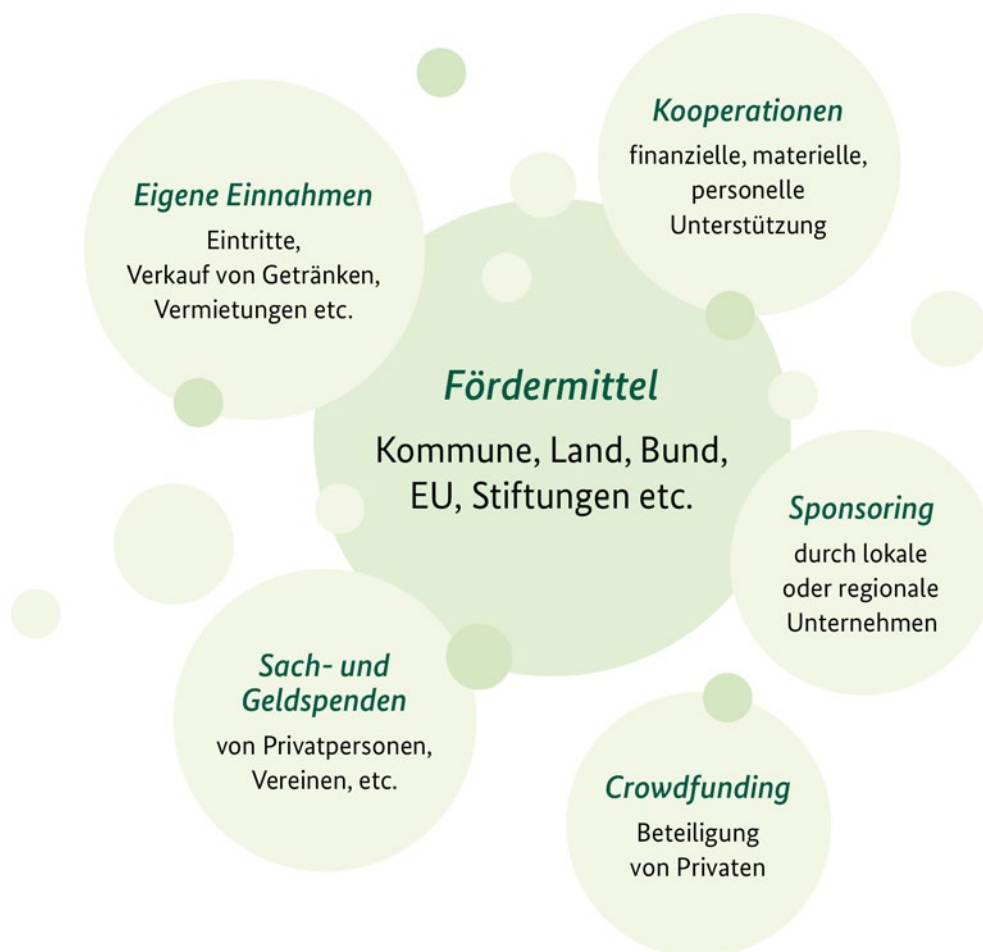 Kooperationen
finanzielle, materielle,
personelle
Unterstützung
Eigene Einnahmen
Eintritte,
Verkauf von Getränken,
Vermietungen etc.
Fördermittel
Kommune, Land, Bund,
EU, Stiftungen etc.
Sponsoring
durch lokale
oder regionale
Unternehmen
Sach- und
Geldspenden
von Privatpersonen,
Vereinen, etc.
Crowdfunding
Beteiligung
von Privaten